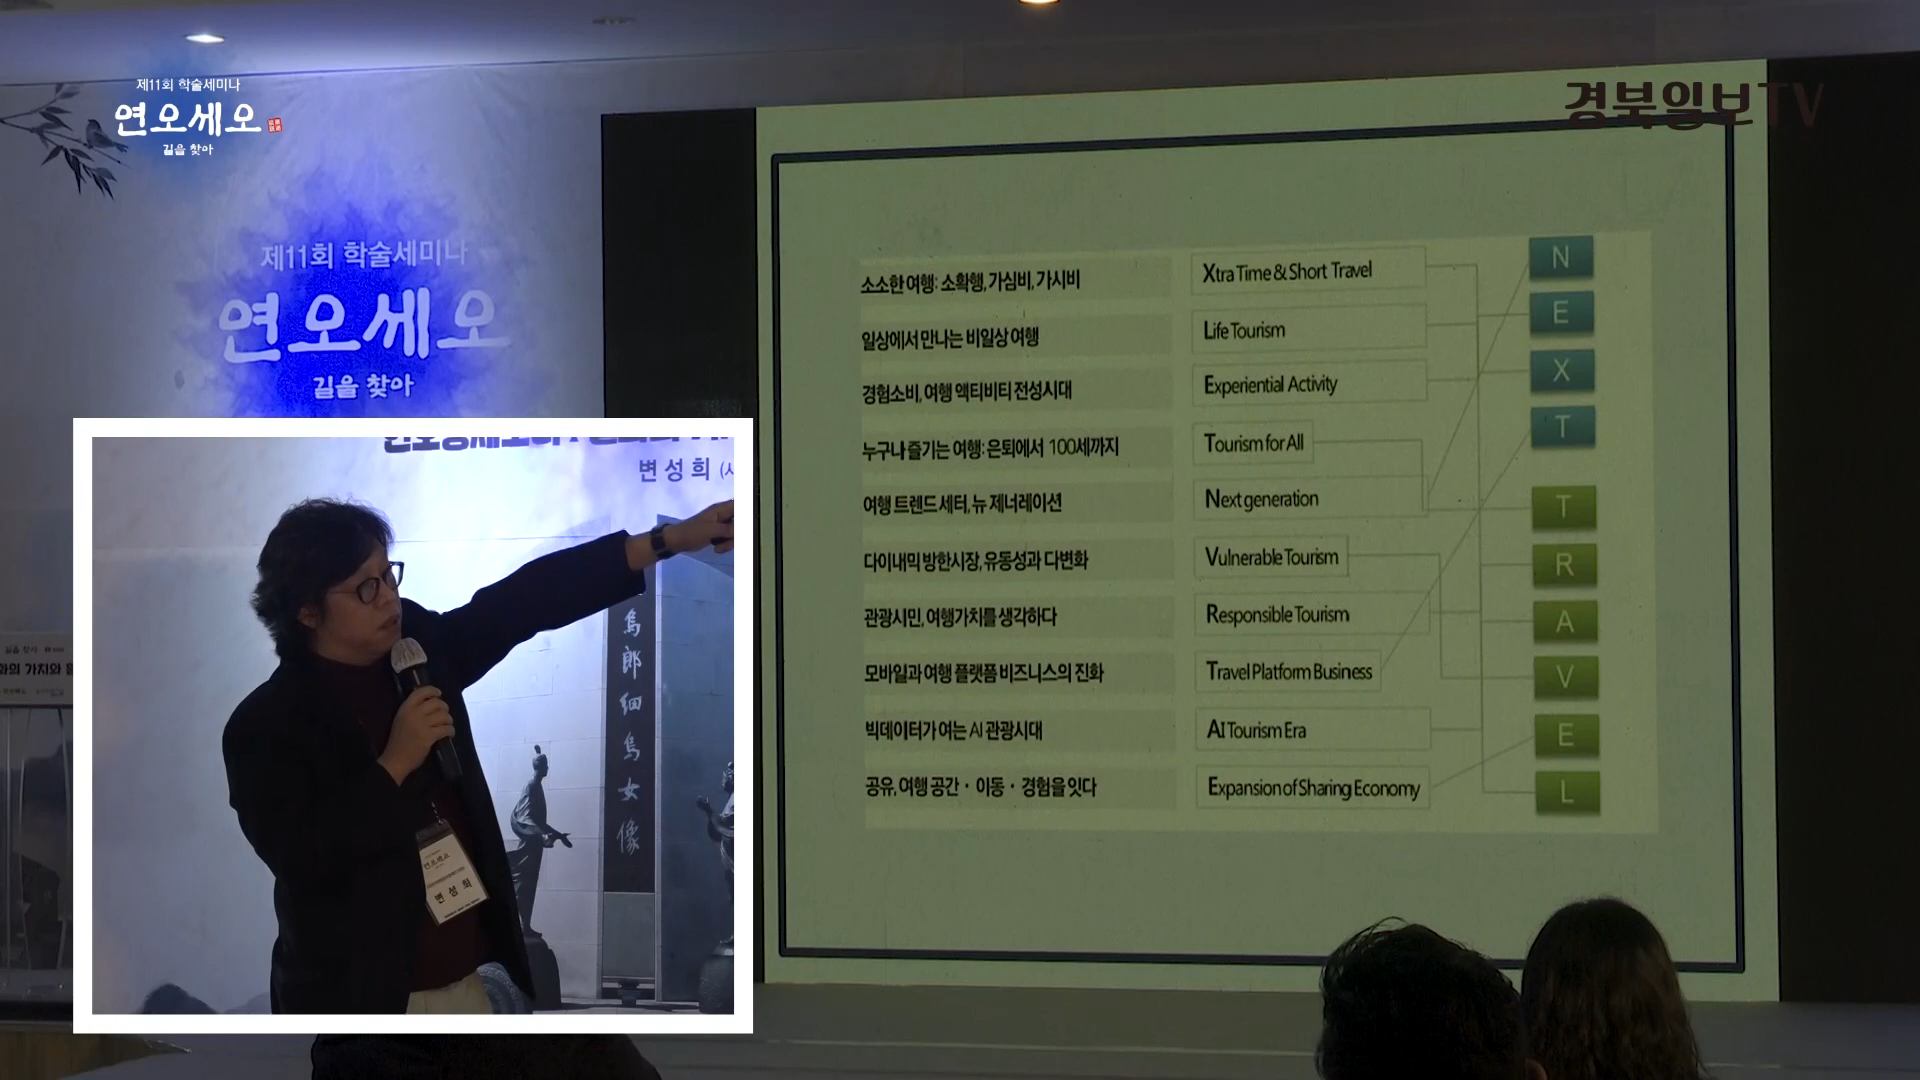 제11회 학술세미나
연오세오
길을 찾아
경북일보TV
제11회 학술세미나
연오세오
길을 찾아
소소한 여행: 소확행, 가심비, 가시비
Xtra Time & Short Travel
일상에서 만나는 비일상 여행
Life Tourism
경험소비, 여행 액티비티 전성시대
Experiential Activity
누구나 즐기는 여행: 은퇴에서 100세까지
Tourism for All
여행 트렌드 세터, 뉴 제너레이션
Next generation
다이내믹 방한시장, 유동성과 다변화
Vulnerable Tourism
관광시민, 여행가치를 생각하다
Responsible Tourism
모바일과 여행 플랫폼 비즈니스의 진화
Travel Platform Business
빅데이터가 여는 AI 관광시대
AI Tourism Era
공유, 여행 공간 · 이동 · 경험을 잇다
Expansion of Sharing Economy
N
E
X
T
T
R
A
V
E
L
변성희
烏郎細烏女像
연오세오
변성희
길을 찾아